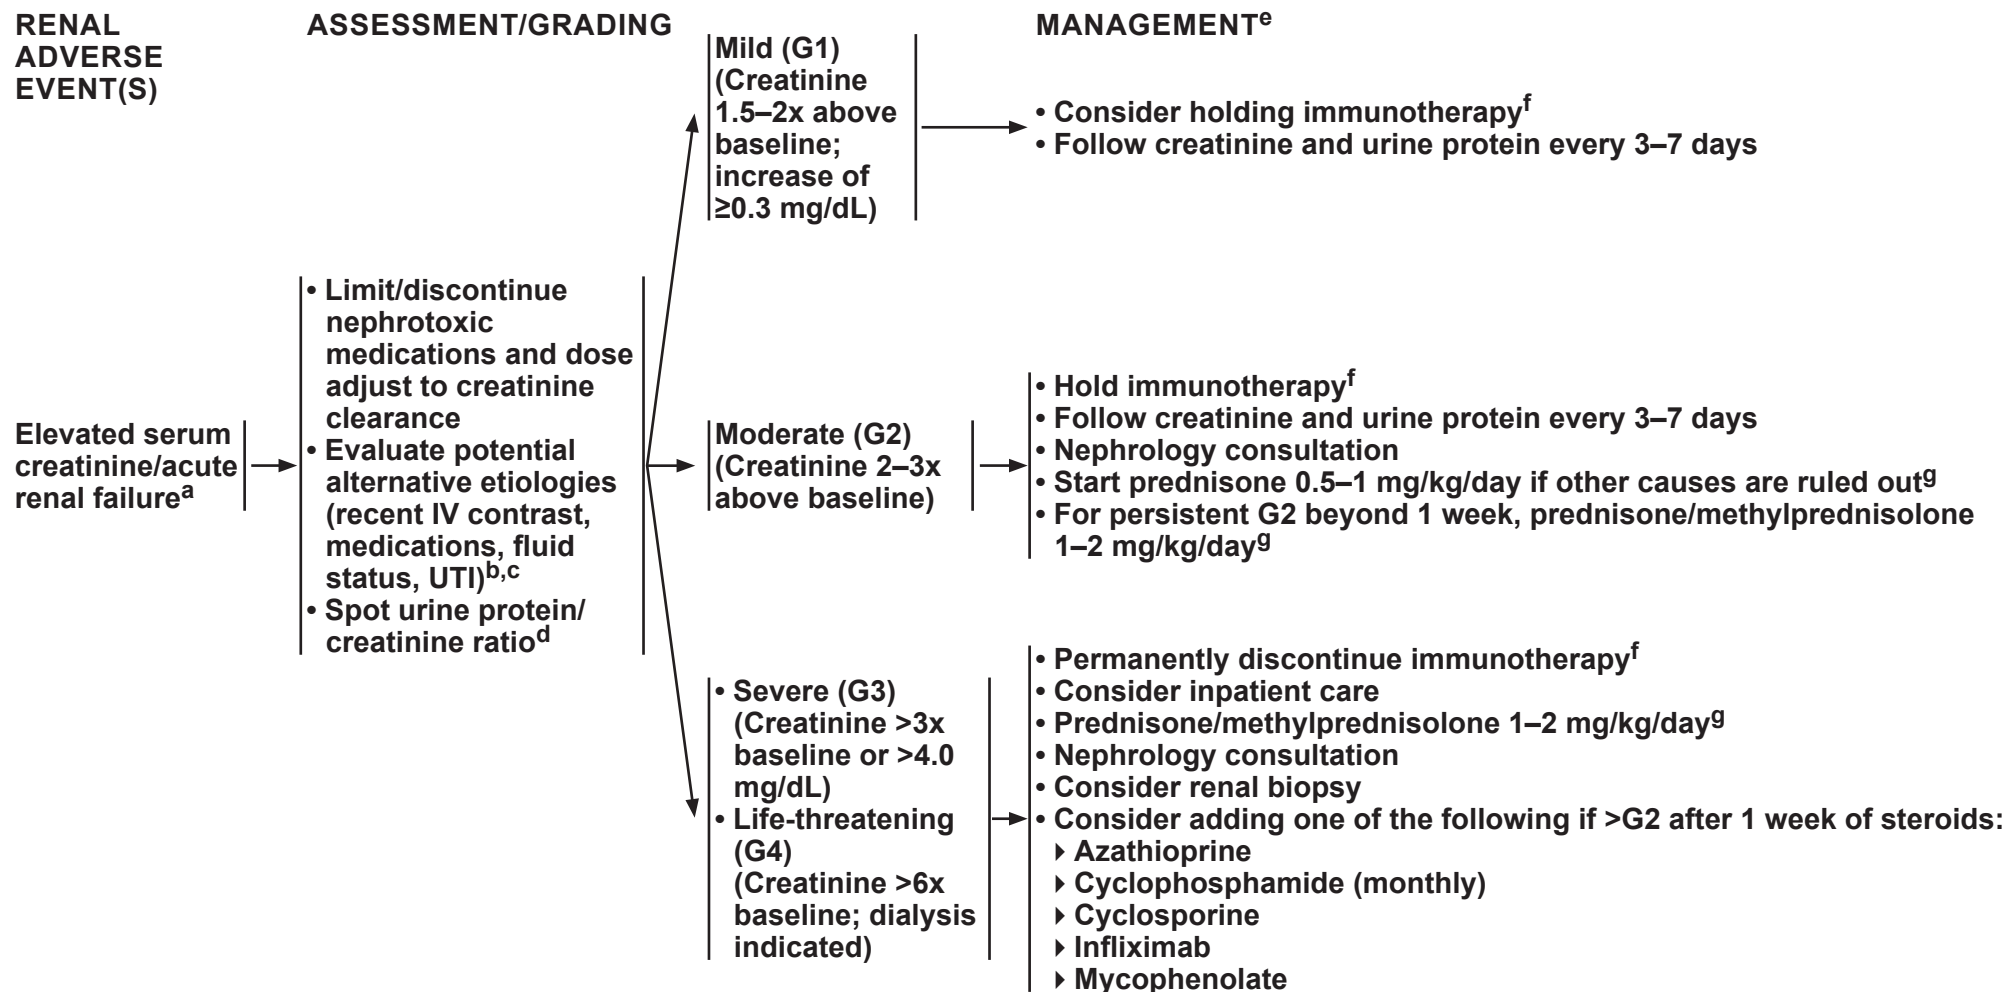 RENAL
ADVERSE
EVENT(S)
ASSESSMENT/GRADING
MANAGEMENTᵉ
Elevated serum
creatinine/acute
renal failureᵃ
• Limit/discontinue
nephrotoxic
medications and dose
adjust to creatinine
clearance
• Evaluate potential
alternative etiologies
(recent IV contrast,
medications, fluid
status, UTI)ᵇ,ᶜ
• Spot urine protein/
creatinine ratioᵈ
Mild (G1)
(Creatinine
1.5–2x above
baseline;
increase of
≥0.3 mg/dL)
• Consider holding immunotherapyᶠ
• Follow creatinine and urine protein every 3–7 days
Moderate (G2)
(Creatinine 2–3x
above baseline)
• Hold immunotherapyᶠ
• Follow creatinine and urine protein every 3–7 days
• Nephrology consultation
• Start prednisone 0.5–1 mg/kg/day if other causes are ruled outᵍ
• For persistent G2 beyond 1 week, prednisone/methylprednisolone
1–2 mg/kg/dayᵍ
• Severe (G3)
(Creatinine >3x
baseline or >4.0
mg/dL)
• Life-threatening
(G4)
(Creatinine >6x
baseline; dialysis
indicated)
• Permanently discontinue immunotherapyᶠ
• Consider inpatient care
• Prednisone/methylprednisolone 1–2 mg/kg/dayᵍ
• Nephrology consultation
• Consider renal biopsy
• Consider adding one of the following if >G2 after 1 week of steroids:
▸ Azathioprine
▸ Cyclophosphamide (monthly)
▸ Cyclosporine
▸ Infliximab
▸ Mycophenolate